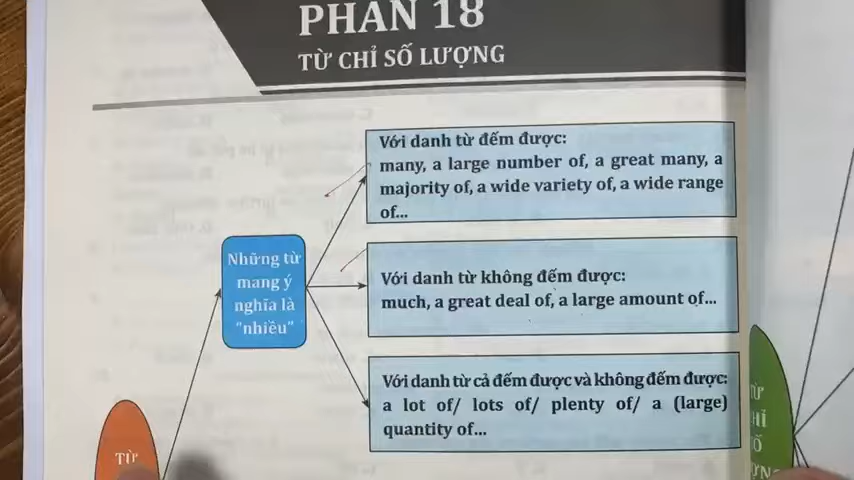 PHẦN 18
TỪ CHỈ SỐ LƯỢNG
Với danh từ đếm được:
many, a large number of, a great many, a
majority of, a wide variety of, a wide range
of...
Những từ
mang ý
nghĩa là
"nhiều"
Với danh từ không đếm được:
much, a great deal of, a large amount of...
Với danh từ cả đếm được và không đếm được:
a lot of/ lots of/ plenty of/ a (large)
quantity of...
TỪ